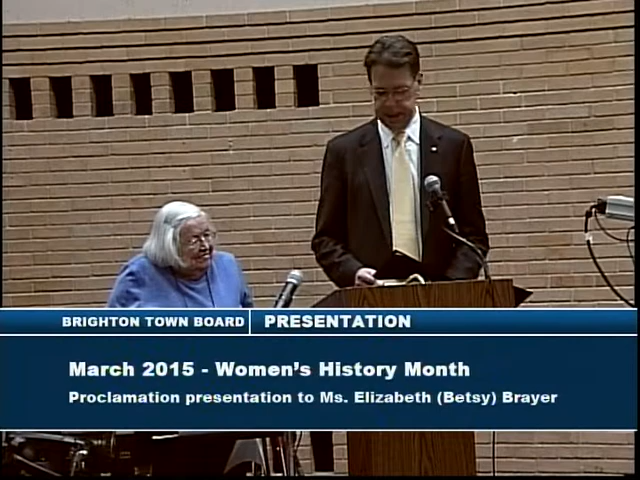 BRIGHTON TOWN BOARD PRESENTATION
March 2015 - Women's History Month
Proclamation presentation to Ms. Elizabeth (Betsy) Brayer